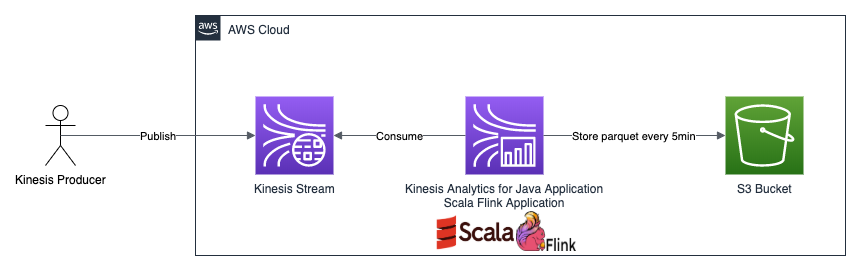 aws
AWS Cloud
Publish
Consume
Store parquet every 5min
Kinesis Producer
Kinesis Stream
Kinesis Analytics for Java Application
Scala Flink Application
S3 Bucket
Scala
Flink